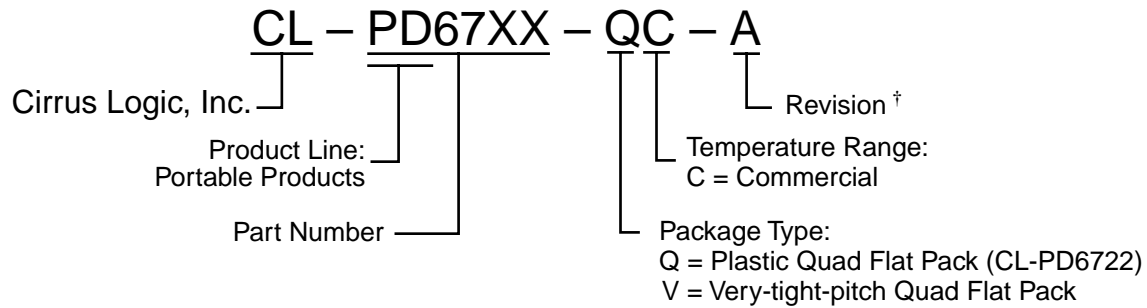 CL – PD67XX – QC – A
Cirrus Logic, Inc.
Revision †
Product Line:
Portable Products
Temperature Range:
C = Commercial
Part Number
Package Type:
Q = Plastic Quad Flat Pack (CL-PD6722)
V = Very-tight-pitch Quad Flat Pack